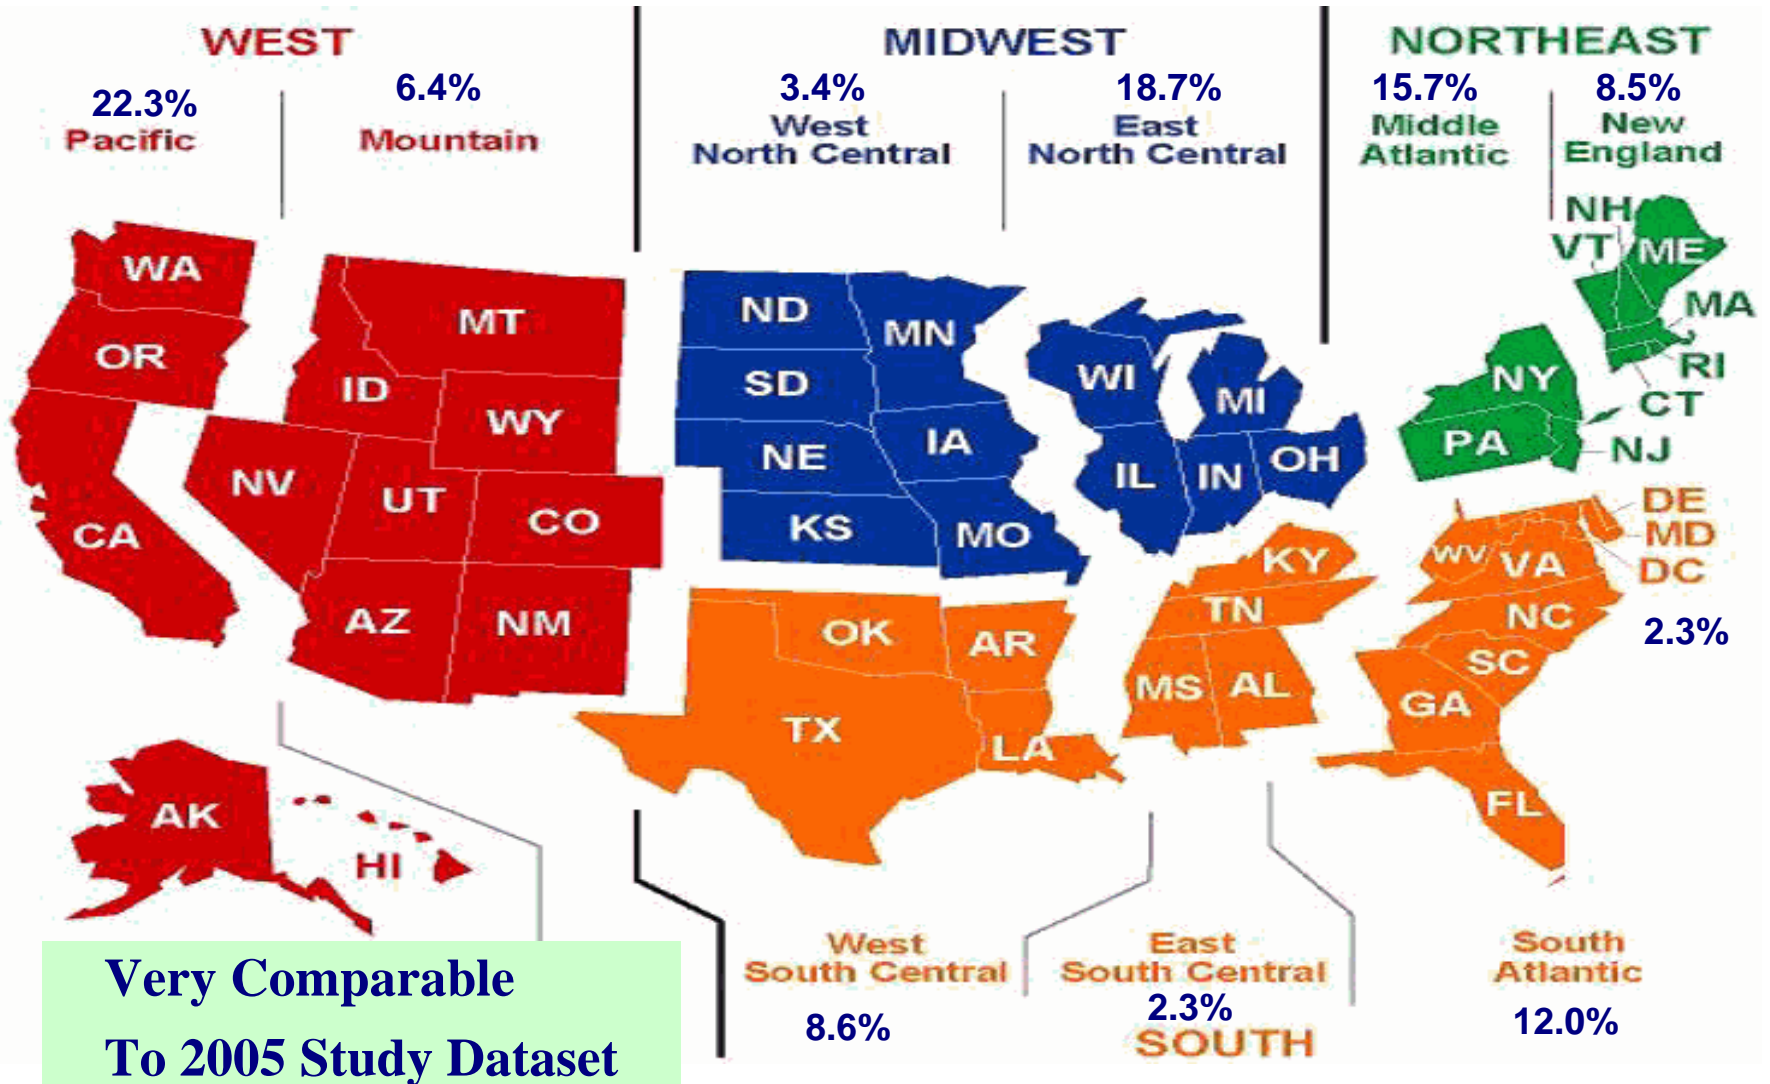 WEST
MIDWEST
NORTHEAST
22.3%
6.4%
3.4%
18.7%
15.7%
8.5%
Pacific
Mountain
West
North Central
East
North Central
Middle
Atlantic
New
England
NH
VT
ME
MA
RI
CT
NJ
NY
PA
WA
OR
CA
MT
ID
WY
NV
UT
CO
AZ
NM
AK
HI
ND
MN
SD
NE
IA
KS
MO
WI
MI
IL
IN
OH
DE
MD
DC
2.3%
KY
WV
VA
TN
NC
OK
AR
SC
MS
AL
GA
TX
LA
FL
West
South Central
8.6%
East
South Central
2.3%
SOUTH
South
Atlantic
12.0%
Very Comparable
To 2005 Study Dataset